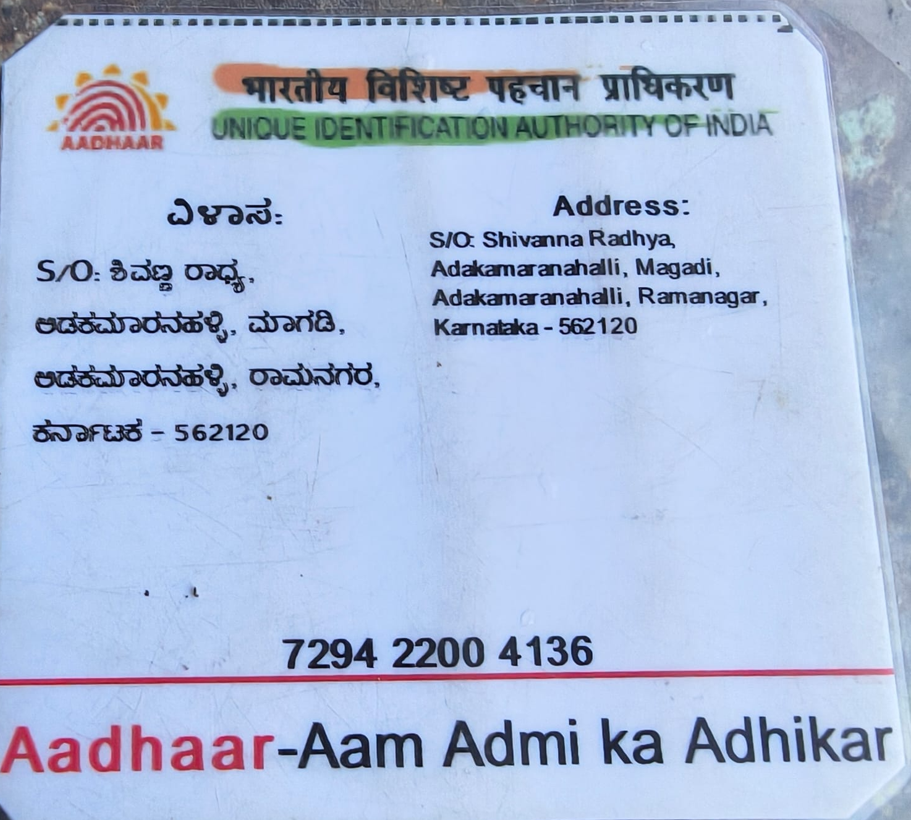 भारतीय विशिष्ट पहचान प्राधिकरण
UNIQUE IDENTIFICATION AUTHORITY OF INDIA
AADHAAR
ವಿಳಾಸ:
S/O: ಶಿವಣ್ಣ ರಾಧ್ಯ,
ಅಡಕಮಾರನಹಳ್ಳಿ, ಮಾಗಡಿ,
ಅಡಕಮಾರನಹಳ್ಳಿ, ರಾಮನಗರ,
ಕರ್ನಾಟಕ - 562120
Address:
S/O: Shivanna Radhya,
Adakamaranahalli, Magadi,
Adakamaranahalli, Ramanagar,
Karnataka - 562120
7294 2200 4136
Aadhaar-Aam Admi ka Adhikar